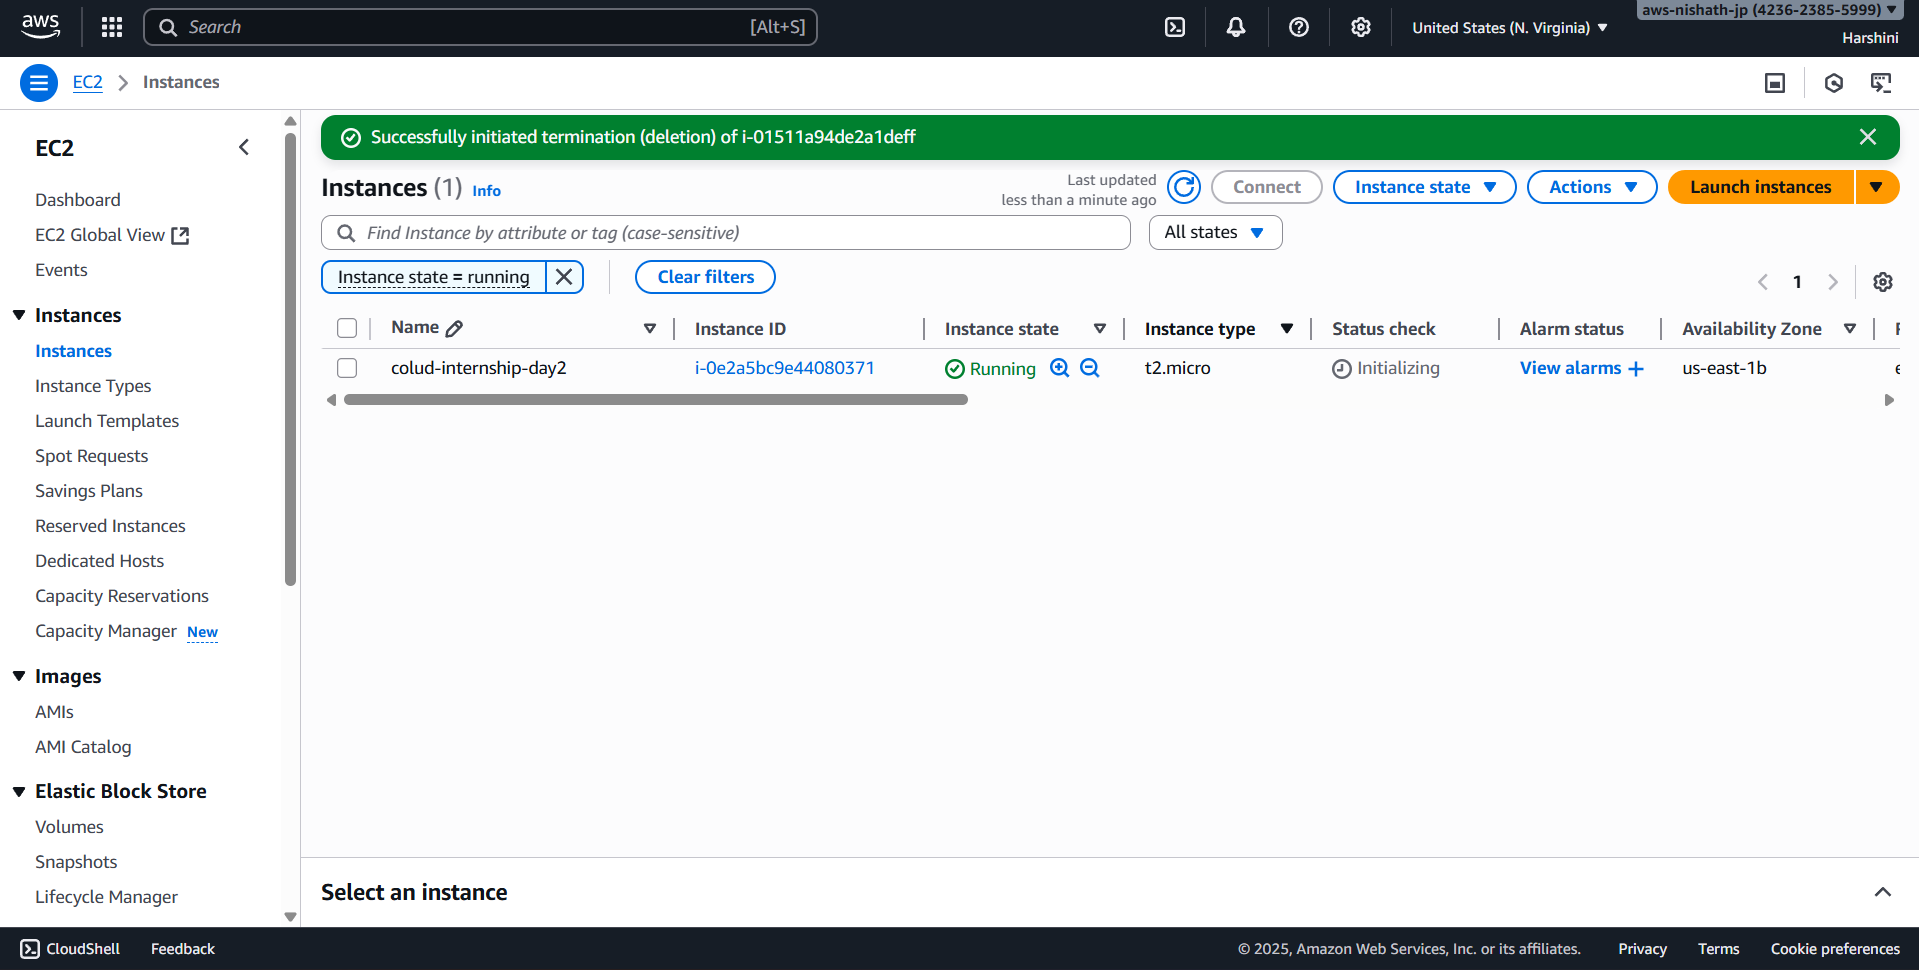 aws
Search
[Alt+S]
United States (N. Virginia)
aws-nishath-jp (4236-2385-5999)
Harshini
EC2
Instances
EC2
Dashboard
EC2 Global View
Events
Instances
Instances
Instance Types
Launch Templates
Spot Requests
Savings Plans
Reserved Instances
Dedicated Hosts
Capacity Reservations
Capacity Manager New
Images
AMIs
AMI Catalog
Elastic Block Store
Volumes
Snapshots
Lifecycle Manager
Successfully initiated termination (deletion) of i-01511a94de2a1deff
Instances (1) Info
Last updated
less than a minute ago
Connect
Instance state
Actions
Launch instances
Find Instance by attribute or tag (case-sensitive)
All states
Instance state = running
Clear filters
1
Name Instance ID Instance state Instance type Status check Alarm status Availability Zone
colud-internship-day2 i-0e2a5bc9e44080371 Running t2.micro Initializing View alarms + us-east-1b
Select an instance
CloudShell Feedback © 2025, Amazon Web Services, Inc. or its affiliates. Privacy Terms Cookie preferences